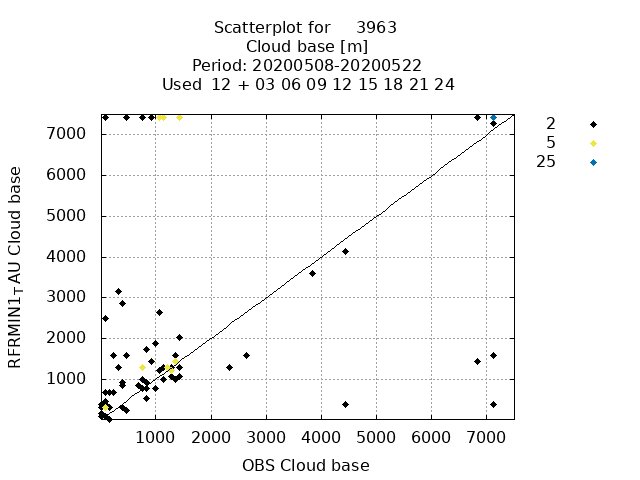 Scatterplot for 3963
Cloud base [m]
Period: 20200508-20200522
Used 12 + 03 06 09 12 15 18 21 24
2
5
25
7000
6000
5000
4000
3000
2000
1000
RFRMIN1TAU Cloud base
1000 2000 3000 4000 5000 6000 7000
OBS Cloud base